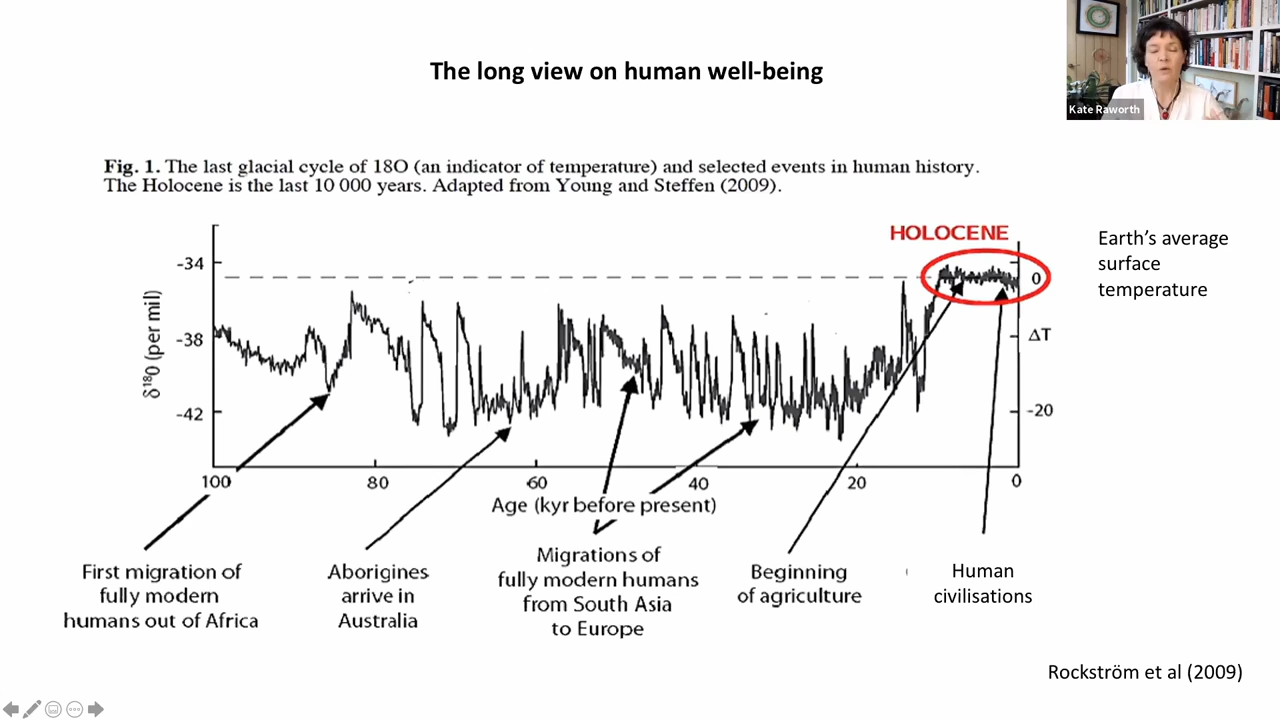 The long view on human well-being
Kate Raworth
Fig. 1. The last glacial cycle of 18O (an indicator of temperature) and selected events in human history.
The Holocene is the last 10 000 years. Adapted from Young and Steffen (2009).
HOLOCENE
Earth's average
surface
temperature
-34
-38
-42
δ¹⁸0 (per mil)
0
ΔT
-20
100
80
60
40
20
0
Age (kyr before present)
First migration of
fully modern
humans out of Africa
Aborigines
arrive in
Australia
Migrations of
fully modern humans
from South Asia
to Europe
Beginning
of agriculture
Human
civilisations
Rockström et al (2009)